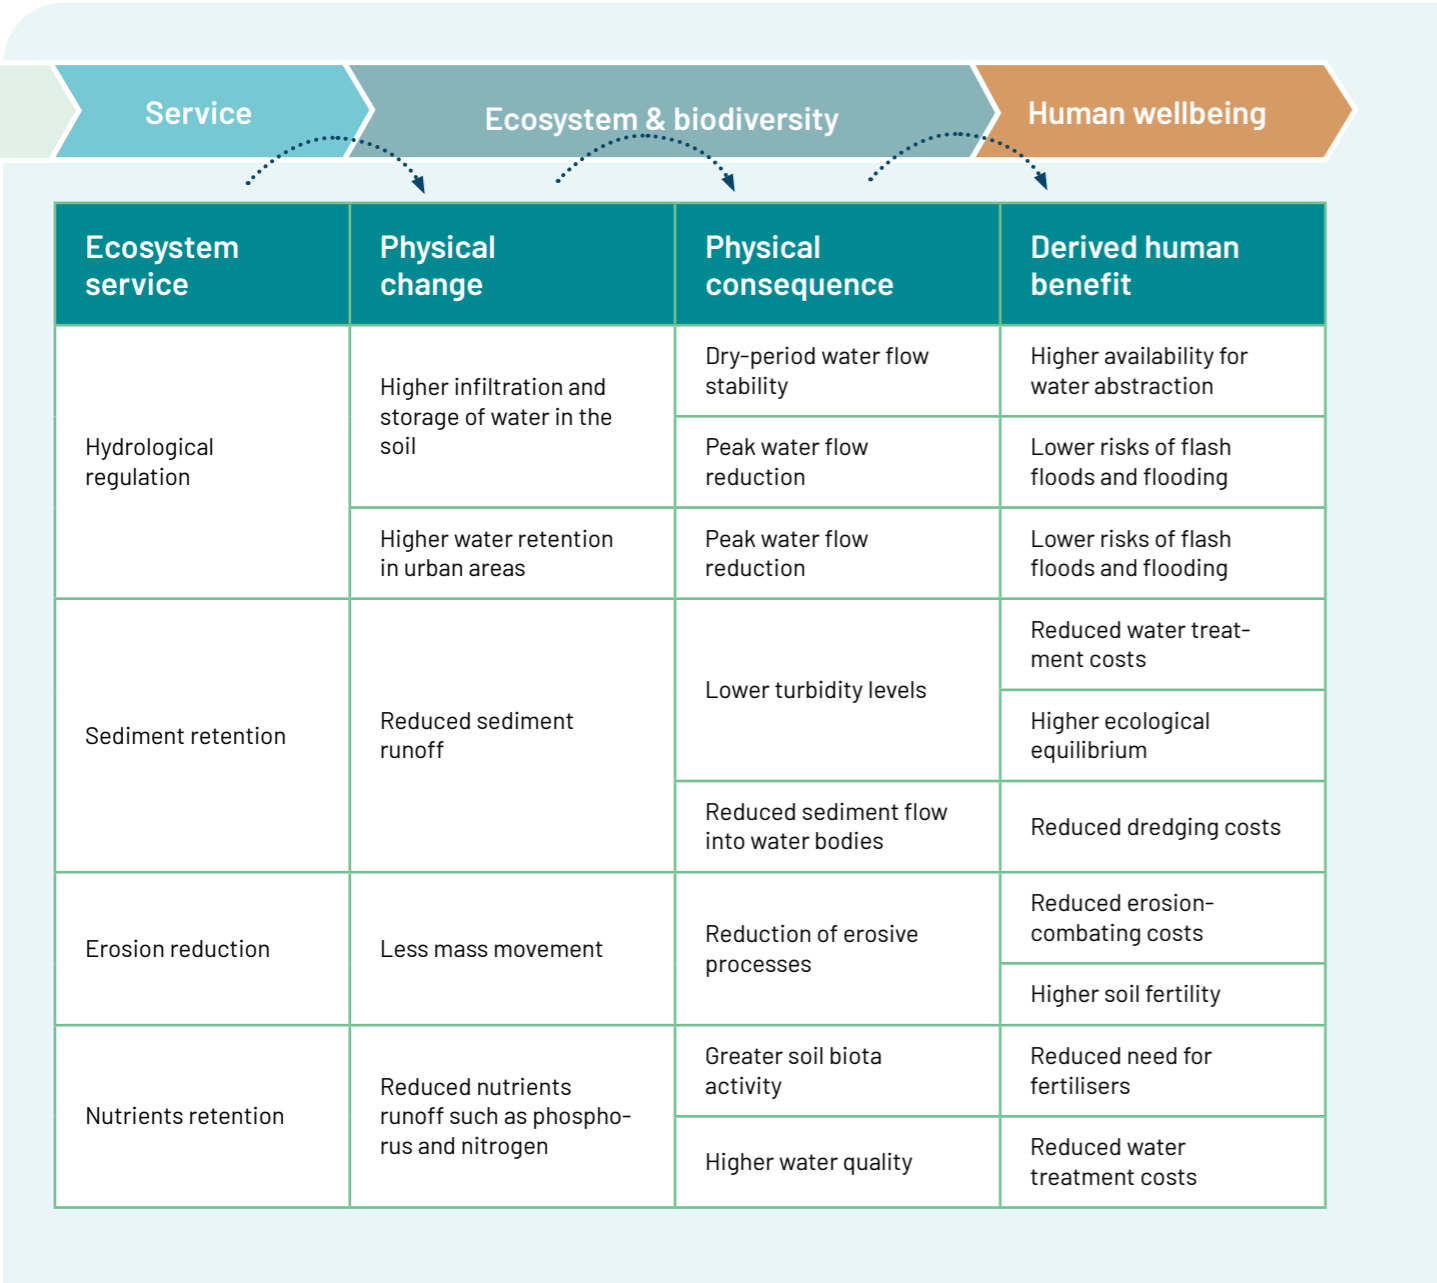 Service
Ecosystem & biodiversity
Human wellbeing
Ecosystem
service
Physical
change
Physical
consequence
Derived human
benefit
Hydrological
regulation
Higher infiltration and
storage of water in the
soil
Dry-period water flow
stability
Higher availability for
water abstraction
Peak water flow
reduction
Lower risks of flash
floods and flooding
Higher water retention
in urban areas
Peak water flow
reduction
Lower risks of flash
floods and flooding
Sediment retention
Reduced sediment
runoff
Lower turbidity levels
Reduced water treat-
ment costs
Higher ecological
equilibrium
Reduced sediment flow
into water bodies
Reduced dredging costs
Erosion reduction
Less mass movement
Reduction of erosive
processes
Reduced erosion-
combating costs
Higher soil fertility
Nutrients retention
Reduced nutrients
runoff such as phospho-
rus and nitrogen
Greater soil biota
activity
Reduced need for
fertilisers
Higher water quality
Reduced water
treatment costs